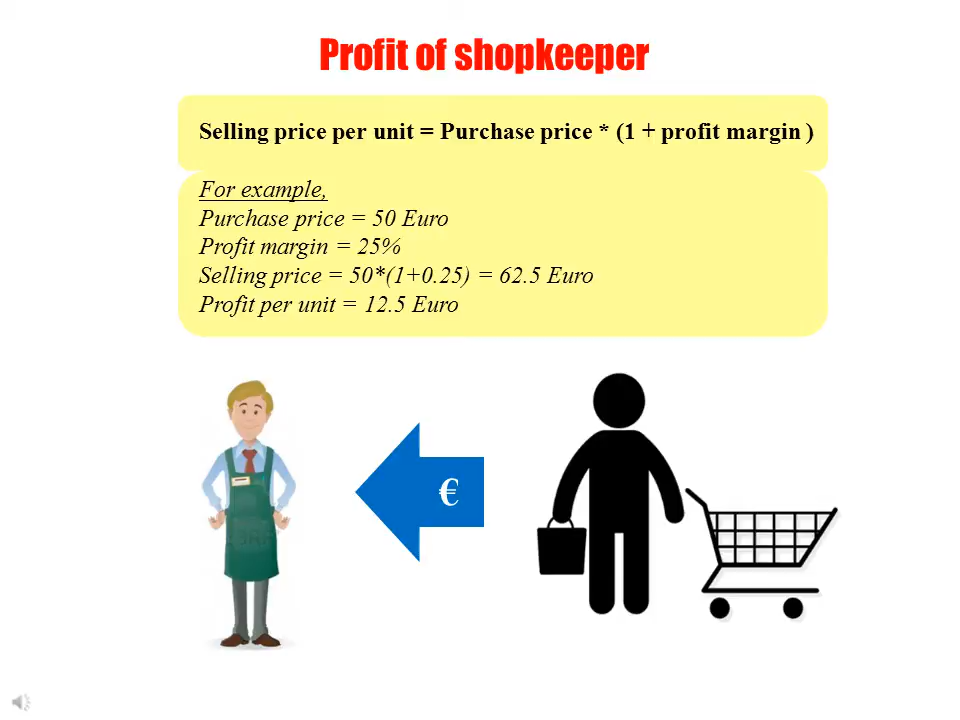 Profit of shopkeeper
Selling price per unit = Purchase price * (1 + profit margin )
For example,
Purchase price = 50 Euro
Profit margin = 25%
Selling price = 50*(1+0.25) = 62.5 Euro
Profit per unit = 12.5 Euro
€